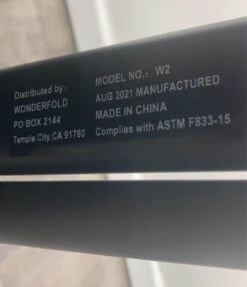 Distributed by:
WONDERFOLD
PO BOX 2144
Temple City,CA 91780
MODEL NO.: W2
AUG 2021 MANUFACTURED
MADE IN CHINA
Complies with ASTM F833-15